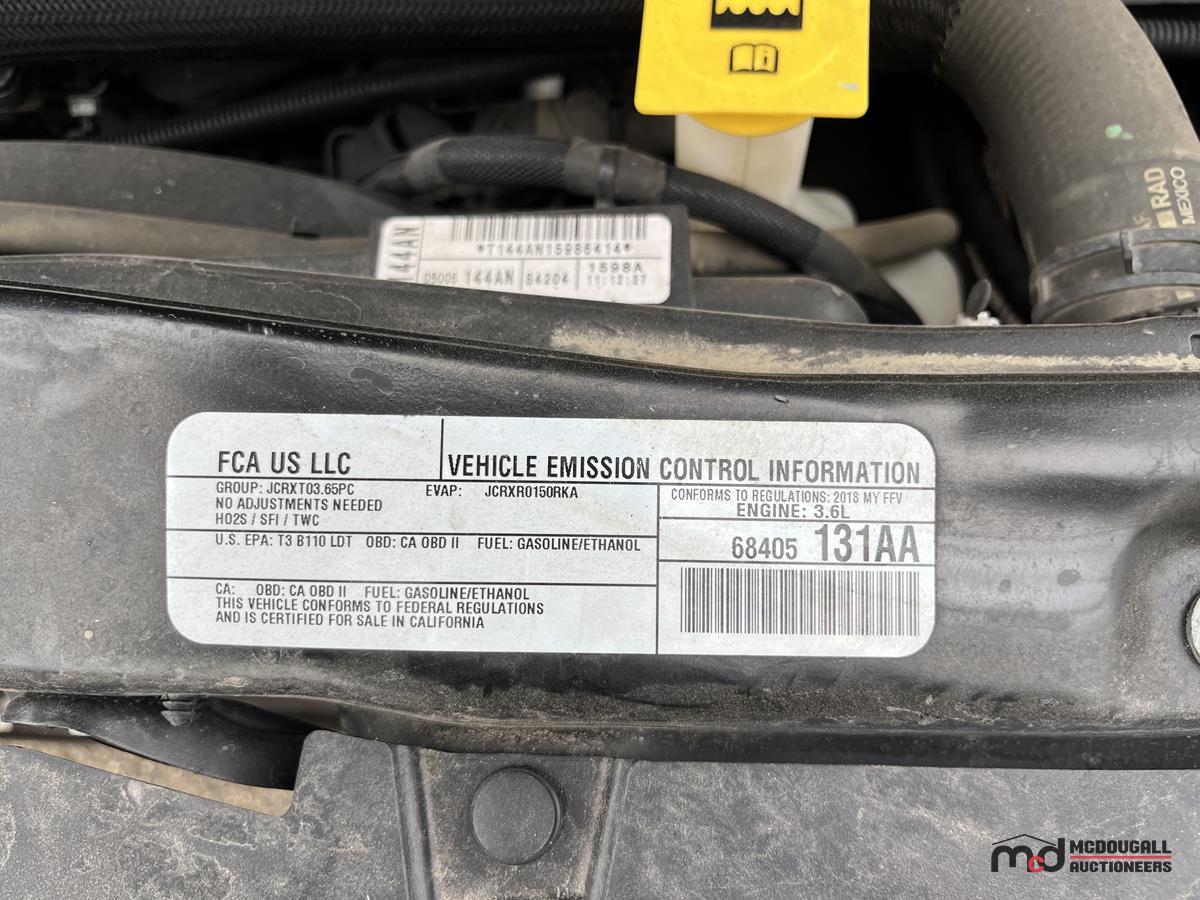 RAD
MEXICO
144AN
*T144AN15986414*
05005 144AN 94204 1598A
11:12:27
FCA US LLC
VEHICLE EMISSION CONTROL INFORMATION
GROUP: JCRXT03.65PC EVAP: JCRXR0150RKA
NO ADJUSTMENTS NEEDED
HO2S / SFI / TWC
CONFORMS TO REGULATIONS: 2018 MY FFV
ENGINE: 3.6L
U.S. EPA: T3 B110 LDT OBD: CA OBD II FUEL: GASOLINE/ETHANOL
68405 131AA
CA: OBD: CA OBD II FUEL: GASOLINE/ETHANOL
THIS VEHICLE CONFORMS TO FEDERAL REGULATIONS
AND IS CERTIFIED FOR SALE IN CALIFORNIA
mcd MCDOUGALL
AUCTIONEERS